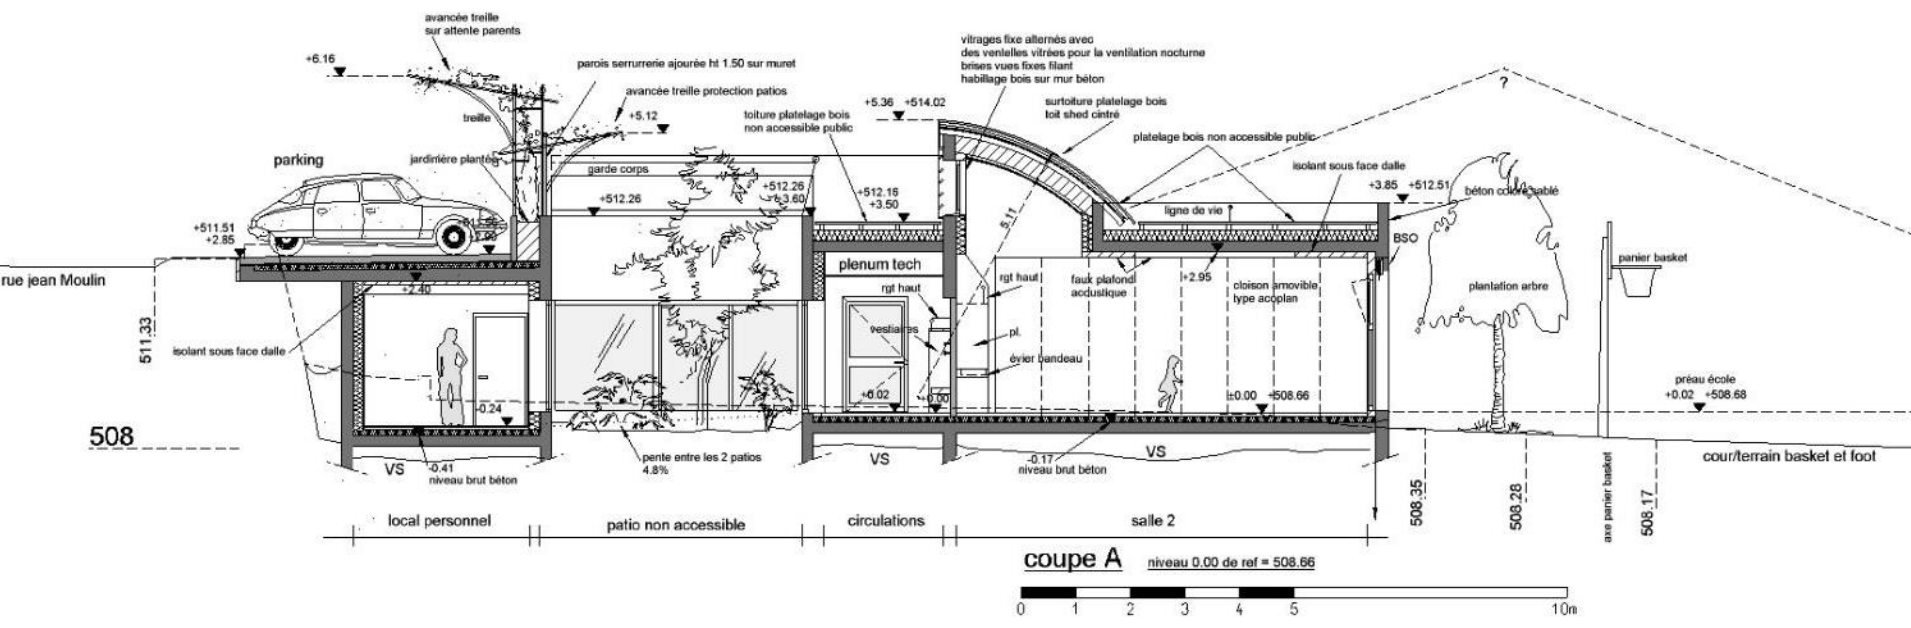 avancée treille
sur attente parents
+6.16
parois serrurrerie ajourée ht 1.50 sur muret
avancée treille protection patios
+5.12
treille
toiture platelage bois
non accessible public
vitrages fixe alternés avec
des ventelles vitrées pour la ventilation nocturne
brises vues fixes filant
habillage bois sur mur béton
+5.36 +514.02
surtoiture platelage bois
toit shed cintré
platelage bois non accessible public
isolant sous face dalle
?
parking
jardinière plantée
garde corps
+512.26
+512.26
+3.60
+512.16
+3.50
5.11
ligne de vie
+3.85 +512.51
béton coloré sablé
BSO
+511.51
+2.85
rue jean Moulin
+2.40
plenum tech
rgt haut
rgt haut
faux plafond
acoustique
+2.95
cloison amovible
type acoplan
plantation arbre
panier basket
511.33
isolant sous face dalle
vestiaires
pl.
évier bandeau
-0.24
+0.02
±0.00
±0.00 +508.66
préau école
+0.02 +508.68
508
VS
-0.41
niveau brut béton
pente entre les 2 patios
4.8%
VS
-0.17
niveau brut béton
VS
cour/terrain basket et foot
508.35
508.28
axe panier basket
508.17
local personnel
patio non accessible
circulations
salle 2
coupe A
niveau 0.00 de ref = 508.66
0 1 2 3 4 5 10m